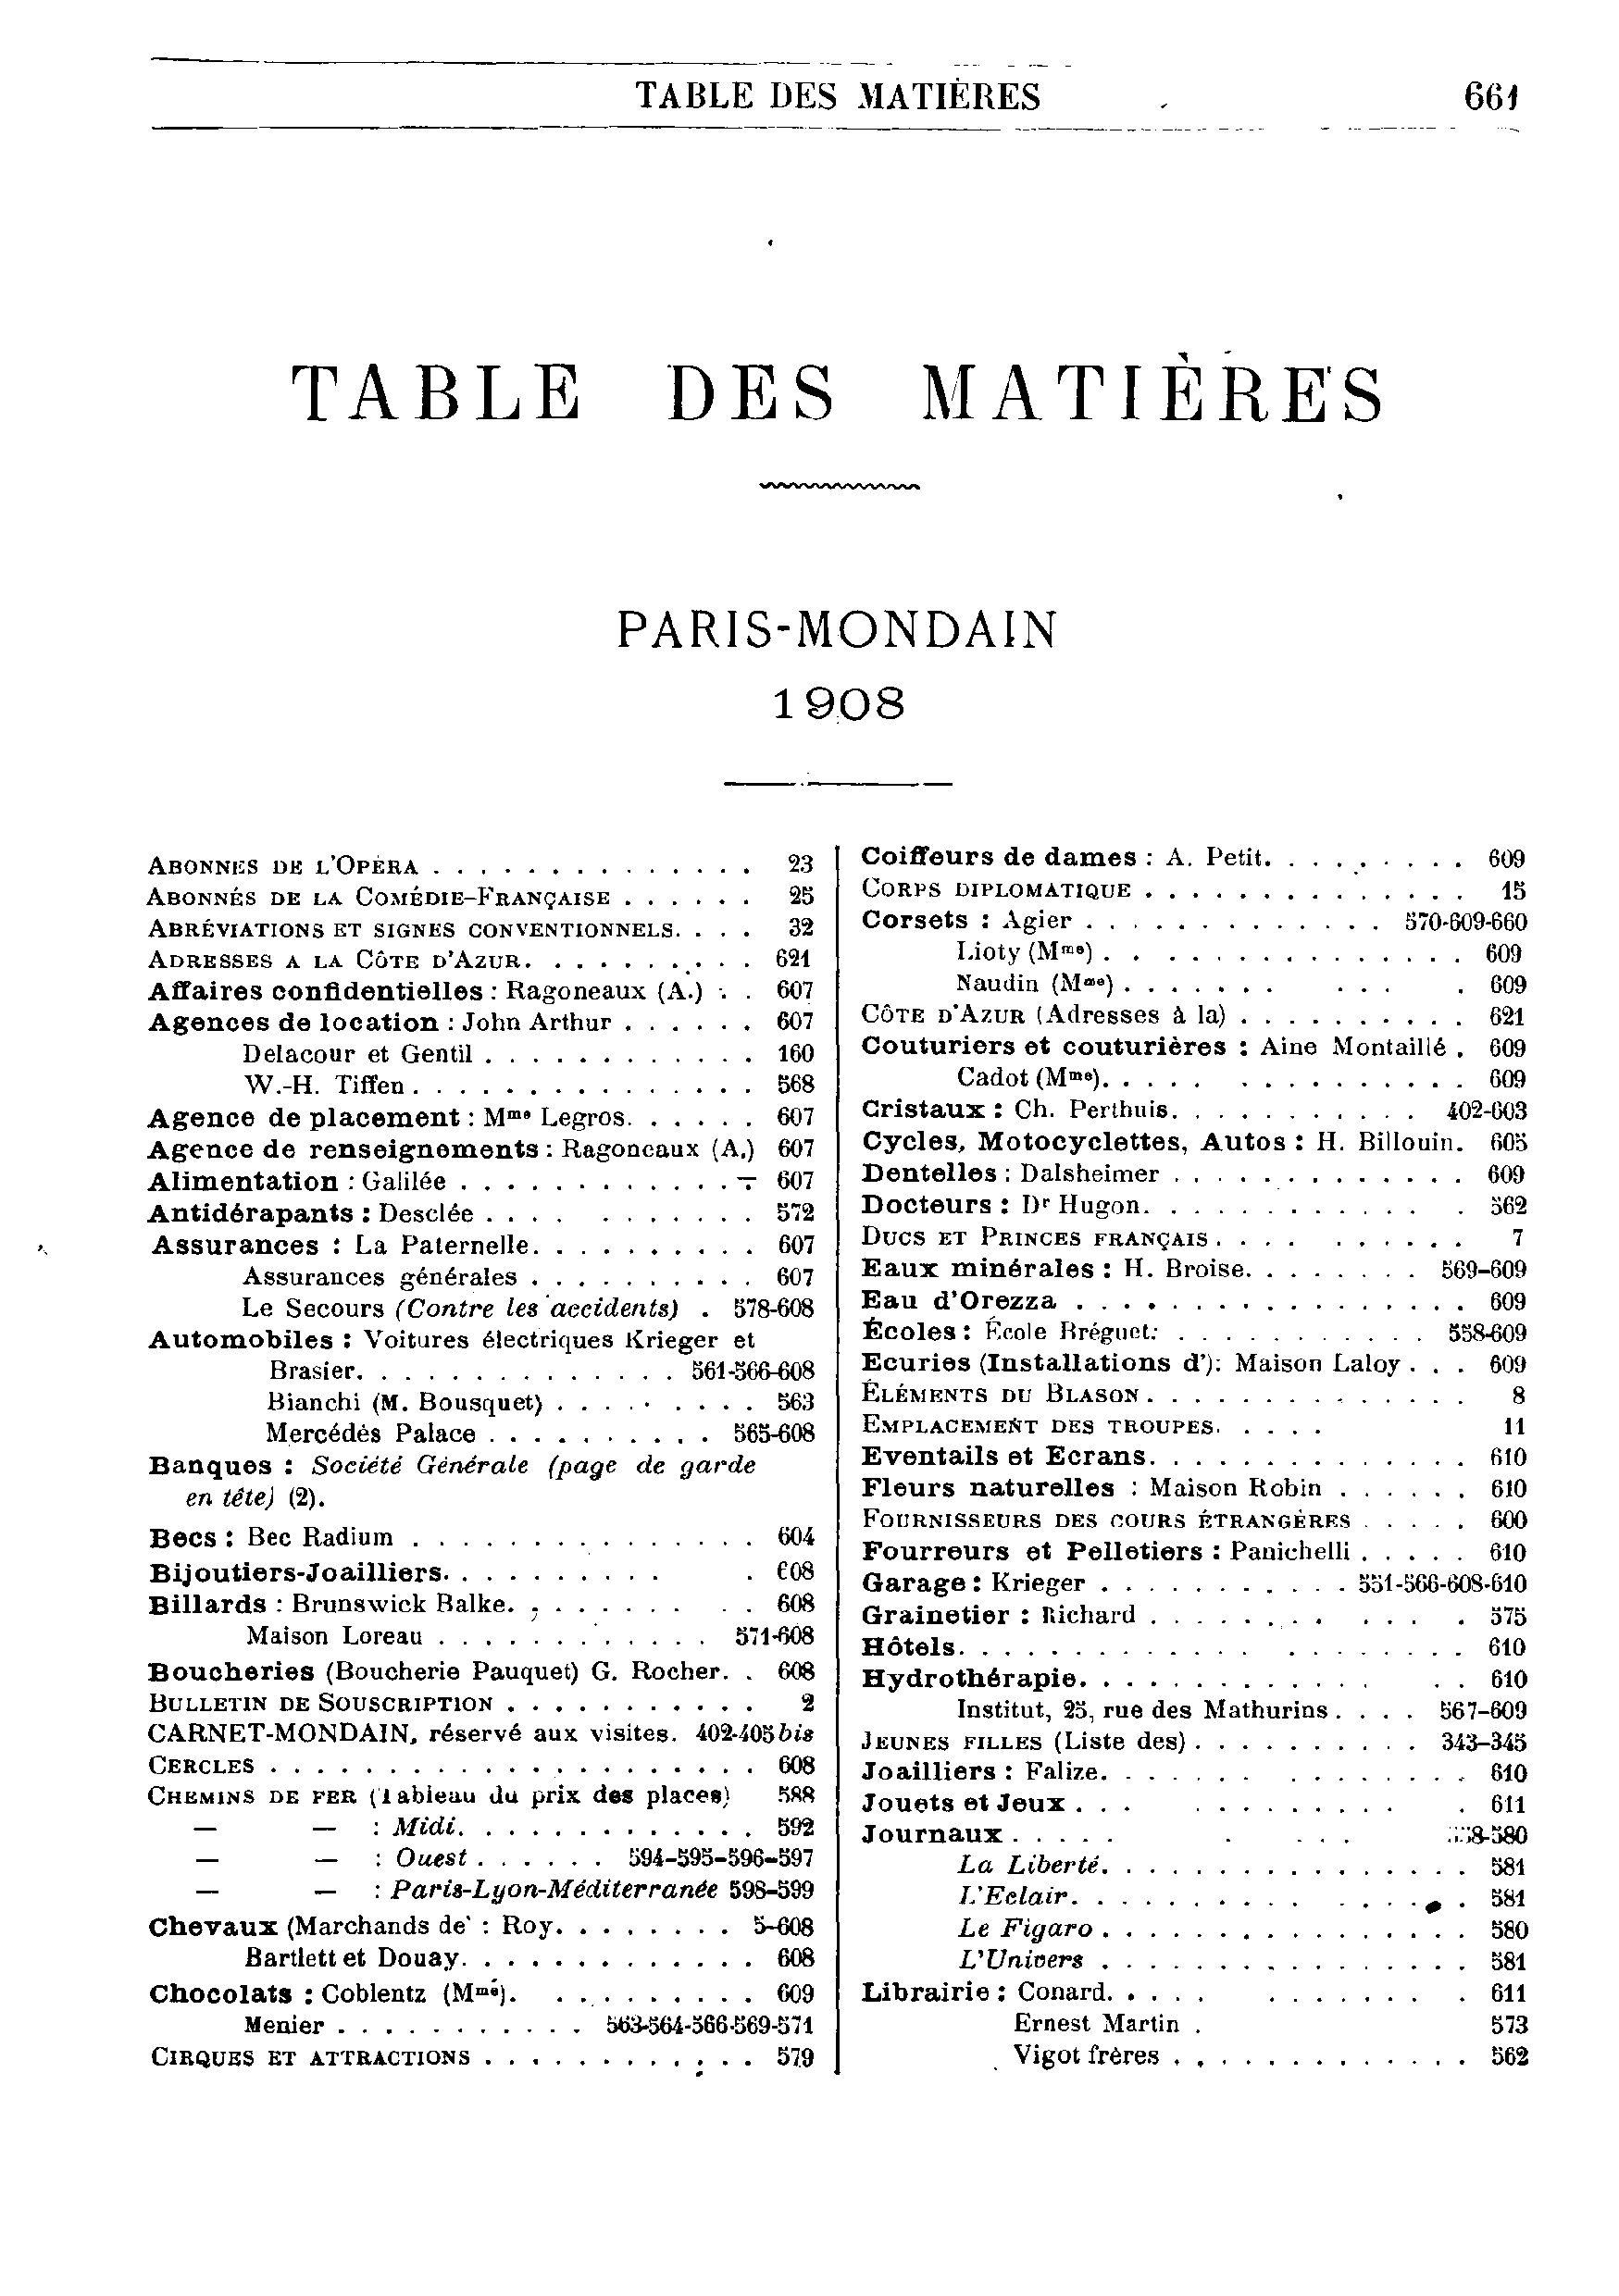 TABLE DES MATIÈRES 661
TABLE DES MATIÈRES
PARIS-MONDAIN
1908
ABONNÉS DE L'OPÉRA . . . . . . . . . . . . . . 23
ABONNÉS DE LA COMÉDIE-FRANÇAISE . . . . . . 25
ABRÉVIATIONS ET SIGNES CONVENTIONNELS. . . . 32
ADRESSES A LA CÔTE D'AZUR. . . . . . . . . . 621
Affaires confidentielles : Ragoneaux (A.) . . 607
Agences de location : John Arthur . . . . . . 607
Delacour et Gentil . . . . . . . . . . . . 160
W.-H. Tiffen . . . . . . . . . . . . . . . 568
Agence de placement : Mme Legros. . . . . . 607
Agence de renseignements : Ragoneaux (A.) 607
Alimentation : Galilée . . . . . . . . . . . . 607
Antidérapants : Desclée . . . . . . . . . . . 572
Assurances : La Paternelle. . . . . . . . . . 607
Assurances générales . . . . . . . . . . 607
Le Secours (Contre les accidents) . 578-608
Automobiles : Voitures électriques Krieger et
Brasier. . . . . . . . . . . . . . 561-566-608
Bianchi (M. Bousquet) . . . . . . . . . 563
Mercédès Palace . . . . . . . . . . 565-608
Banques : Société Générale (page de garde
en tête) (2).
Becs : Bec Radium . . . . . . . . . . . . . . . 604
Bijoutiers-Joailliers. . . . . . . . . . . 608
Billards : Brunswick Balke. . . . . . . . . . 608
Maison Loreau . . . . . . . . . . . . 571-608
Boucheries (Boucherie Pauquet) G. Rocher. . 608
BULLETIN DE SOUSCRIPTION . . . . . . . . . . . 2
CARNET-MONDAIN, réservé aux visites. 402-405 bis
CERCLES . . . . . . . . . . . . . . . . . . . . . 608
CHEMINS DE FER (Tableau du prix des places) 588
— — : Midi. . . . . . . . . . . . . 592
— — : Ouest . . . . . . 594-595-596-597
— — : Paris-Lyon-Méditerranée 598-599
Chevaux (Marchands de) : Roy. . . . . . . . 5-608
Bartlett et Douay. . . . . . . . . . . . . 608
Chocolats : Coblentz (Mme). . . . . . . . . . 609
Menier . . . . . . . . . . . 563-564-566-569-571
CIRQUES ET ATTRACTIONS . . . . . . . . . . . . 579
Coiffeurs de dames : A. Petit. . . . . . . . . 609
CORPS DIPLOMATIQUE . . . . . . . . . . . . . . 15
Corsets : Agier . . . . . . . . . . . . . 570-609-660
Lioty (Mme) . . . . . . . . . . . . . . . 609
Naudin (Mme) . . . . . . . . . . . 609
CÔTE D'AZUR (Adresses à la) . . . . . . . . . . 621
Couturiers et couturières : Aine Montaillé . 609
Cadot (Mme). . . . . . . . . . . . . . . 609
Cristaux : Ch. Perthuis. . . . . . . . . . . 402-603
Cycles, Motocyclettes, Autos : H. Billouin. 605
Dentelles : Dalsheimer . . . . . . . . . . . . . 609
Docteurs : Dr Hugon. . . . . . . . . . . . . . 562
DUCS ET PRINCES FRANÇAIS . . . . . . . . . . 7
Eaux minérales : H. Broise. . . . . . . . 569-609
Eau d'Orezza . . . . . . . . . . . . . . . . . 609
Écoles : École Bréguet. . . . . . . . . . . . 558-609
Ecuries (Installations d'): Maison Laloy . . . 609
ÉLÉMENTS DU BLASON . . . . . . . . . . . . . . 8
EMPLACEMENT DES TROUPES. . . . . 11
Eventails et Ecrans. . . . . . . . . . . . . . 610
Fleurs naturelles : Maison Robin . . . . . . 610
FOURNISSEURS DES COURS ÉTRANGÈRES . . . . . 600
Fourreurs et Pelletiers : Panichelli . . . . . 610
Garage : Krieger . . . . . . . . . . . 551-566-608-610
Grainetier : Richard . . . . . . . . . . . . 575
Hôtels. . . . . . . . . . . . . . . . . . . . . 610
Hydrothérapie. . . . . . . . . . . . . . . 610
Institut, 25, rue des Mathurins . . . . 567-609
JEUNES FILLES (Liste des) . . . . . . . . . . 343-345
Joailliers : Falize. . . . . . . . . . . . . . . 610
Jouets et Jeux . . . . . . . . . . . . . 611
Journaux . . . . . . . . . -580
La Liberté. . . . . . . . . . . . . . . . 581
L'Eclair. . . . . . . . . . . . . . . 581
Le Figaro . . . . . . . . . . . . . . . . 580
L'Univers . . . . . . . . . . . . . . . . 581
Librairie : Conard. . . . . . . . . . . . . 611
Ernest Martin . 573
Vigot frères . . . . . . . . . . . . . 562